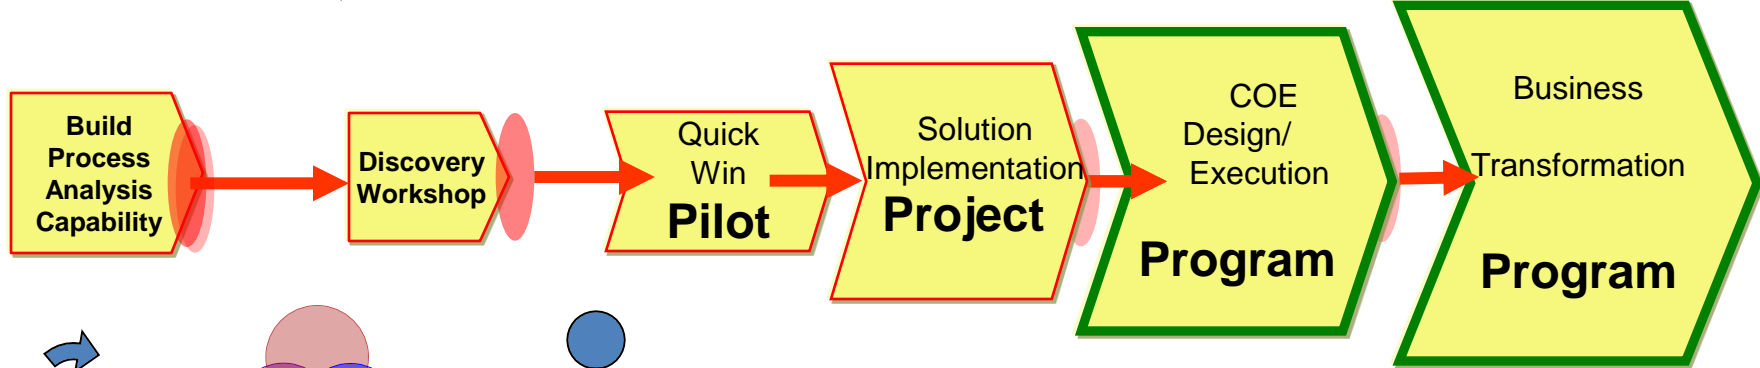 Build
Process
Analysis
Capability
Discovery
Workshop
Quick
Win
Pilot
Solution
Implementation
Project
COE
Design/
Execution
Program
Business
Transformation
Program